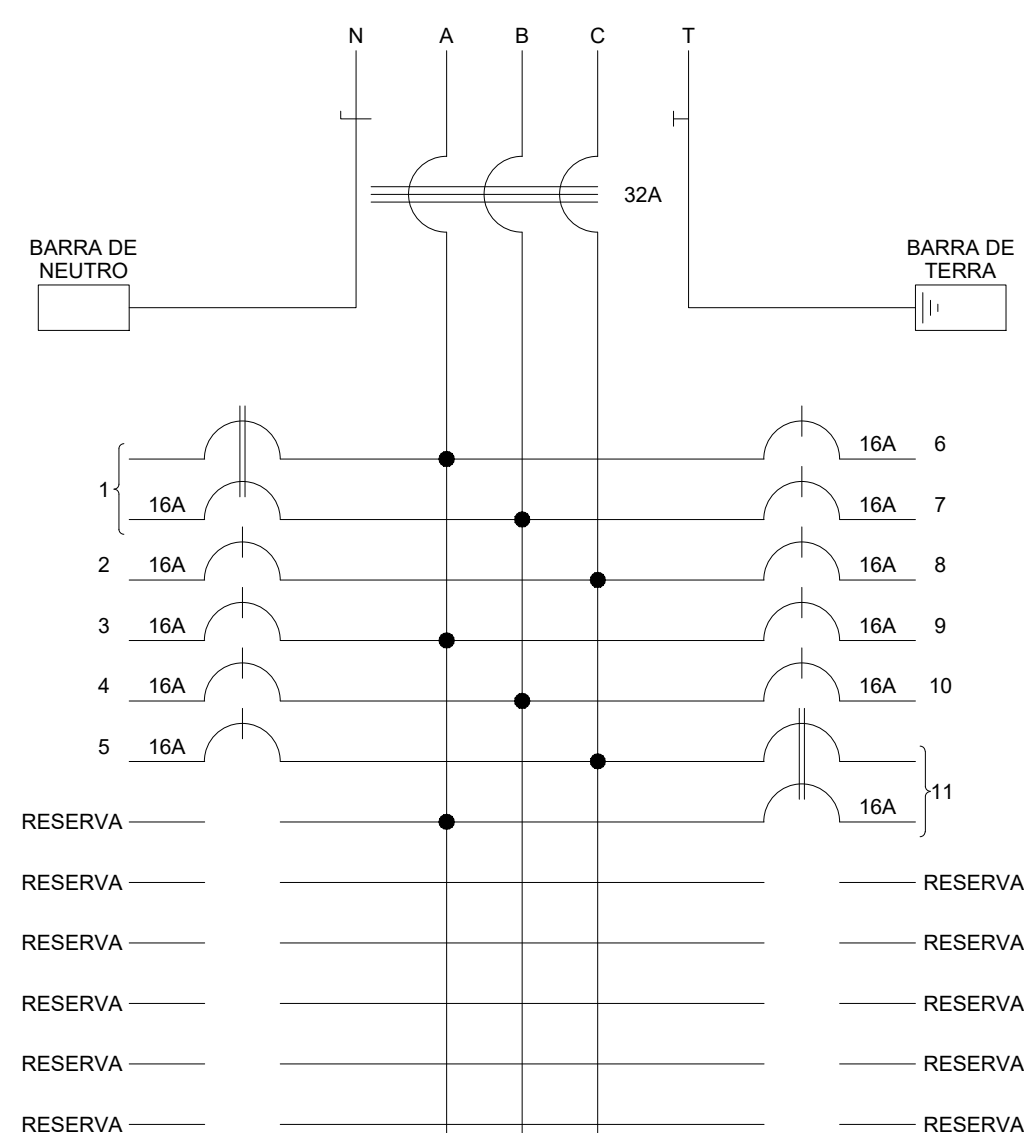 N A B C T
32A
BARRA DE
NEUTRO
BARRA DE
TERRA
16A 6
1 16A 16A 7
2 16A 16A 8
3 16A 16A 9
4 16A 16A 10
5 16A
11
RESERVA 16A
RESERVA RESERVA
RESERVA RESERVA
RESERVA RESERVA
RESERVA RESERVA
RESERVA RESERVA